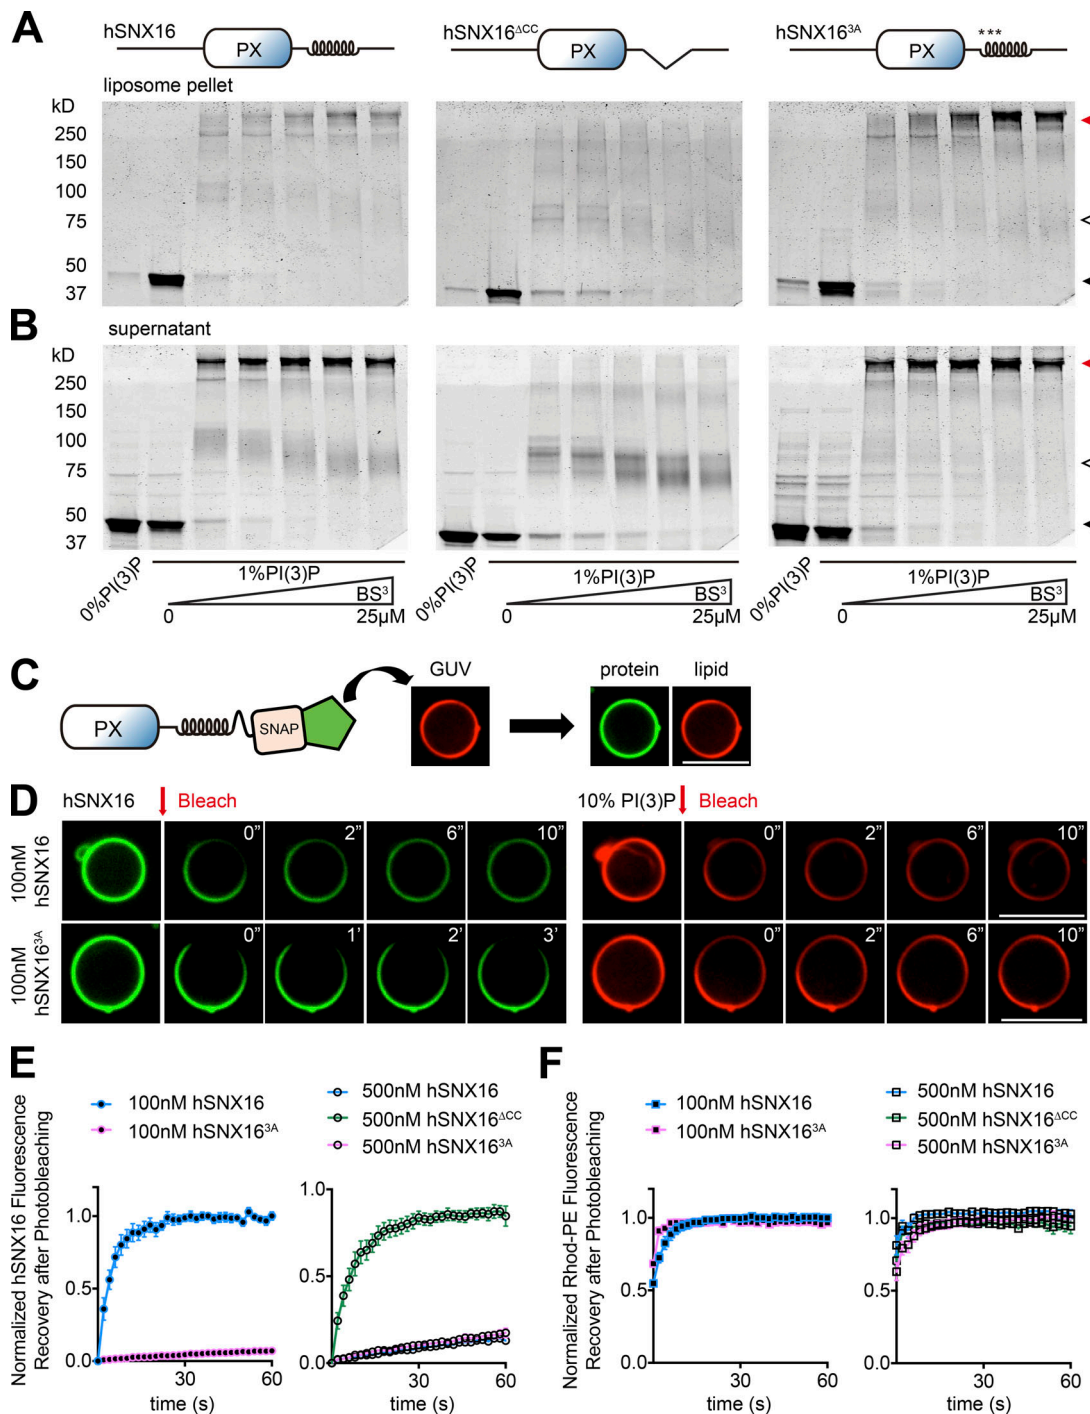 A
hSNX16
PX
hSNX16ΔCC
PX
hSNX163A
***
PX
liposome pellet
kD
250
150
100
75
50
37
B
supernatant
kD
250
150
100
75
50
37
0%PI(3)P
1%PI(3)P
BS3
0
25μM
0%PI(3)P
1%PI(3)P
BS3
0
25μM
0%PI(3)P
1%PI(3)P
BS3
0
25μM
C
PX
SNAP
GUV
protein
lipid
D
hSNX16
Bleach
10% PI(3)P
Bleach
100nM
hSNX16
0”
2”
6”
10”
0”
2”
6”
10”
100nM
hSNX163A
0”
1’
2’
3’
0”
2”
6”
10”
E
Normalized hSNX16 Fluorescence
Recovery after Photobleaching
100nM hSNX16
100nM hSNX163A
500nM hSNX16
500nM hSNX16ΔCC
500nM hSNX163A
1.0
0.5
0.0
30
60
time (s)
1.0
0.5
0.0
30
60
time (s)
F
Normalized Rhod-PE Fluorescence
Recovery after Photobleaching
100nM hSNX16
100nM hSNX163A
500nM hSNX16
500nM hSNX16ΔCC
500nM hSNX163A
1.0
0.5
0.0
30
60
time (s)
1.0
0.5
0.0
30
60
time (s)